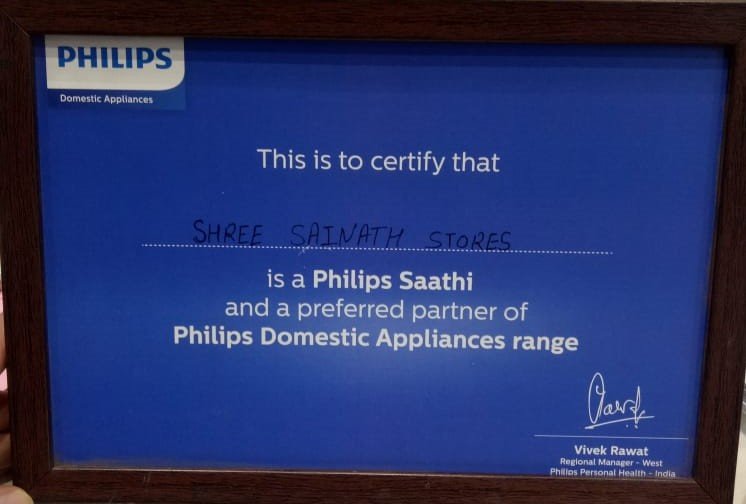 PHILIPS
Domestic Appliances
This is to certify that
SHREE SAINATH STORES
is a Philips Saathi
and a preferred partner of
Philips Domestic Appliances range
Vivek Rawat
Regional Manager - West
Philips Personal Health - India